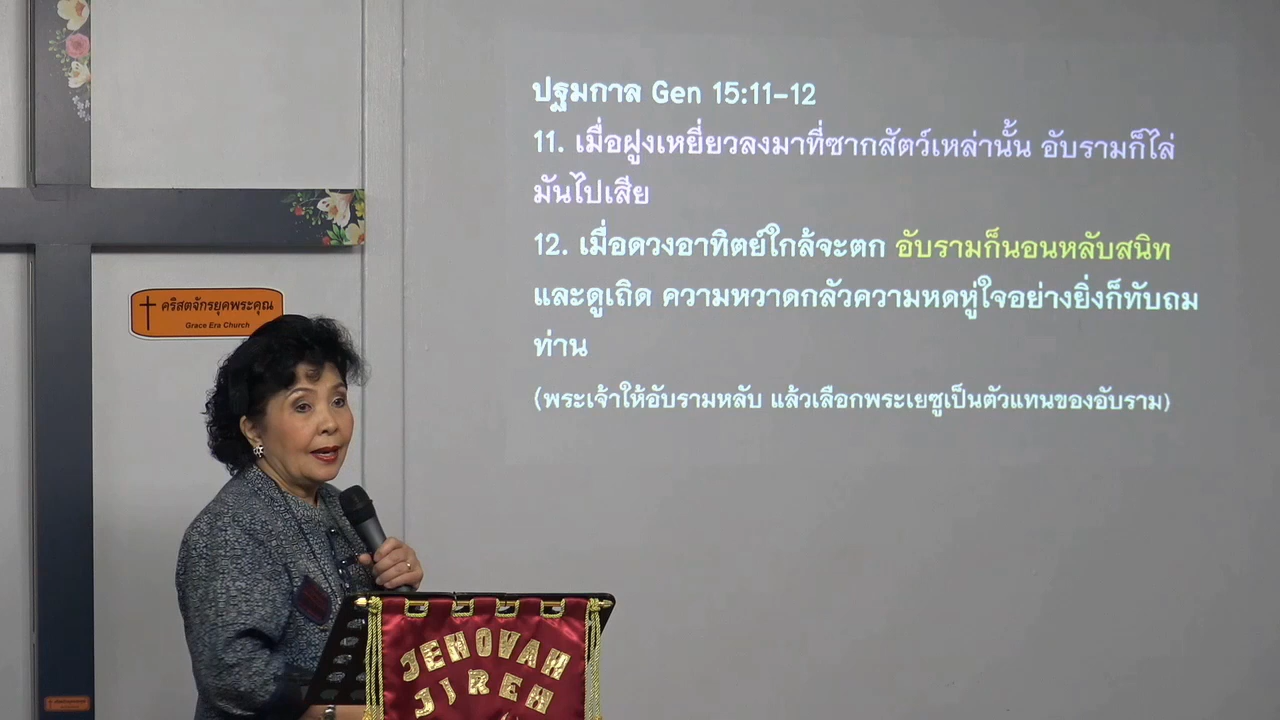 ปฐมกาล Gen 15:11-12
11. เมื่อฝูงเหยี่ยวลงมาที่ซากสัตว์เหล่านั้น อับรามก็ไล่
มันไปเสีย
12. เมื่อดวงอาทิตย์ใกล้จะตก อับรามก็นอนหลับสนิท
และดูเถิด ความหวาดกลัวความหดหู่ใจอย่างยิ่งก็ทับถม
ท่าน
(พระเจ้าให้อับรามหลับ แล้วเลือกพระเยซูเป็นตัวแทนของอับราม)
คริสตจักรยุคพระคุณ
Grace Era Church
JEHOVAH
JIREH